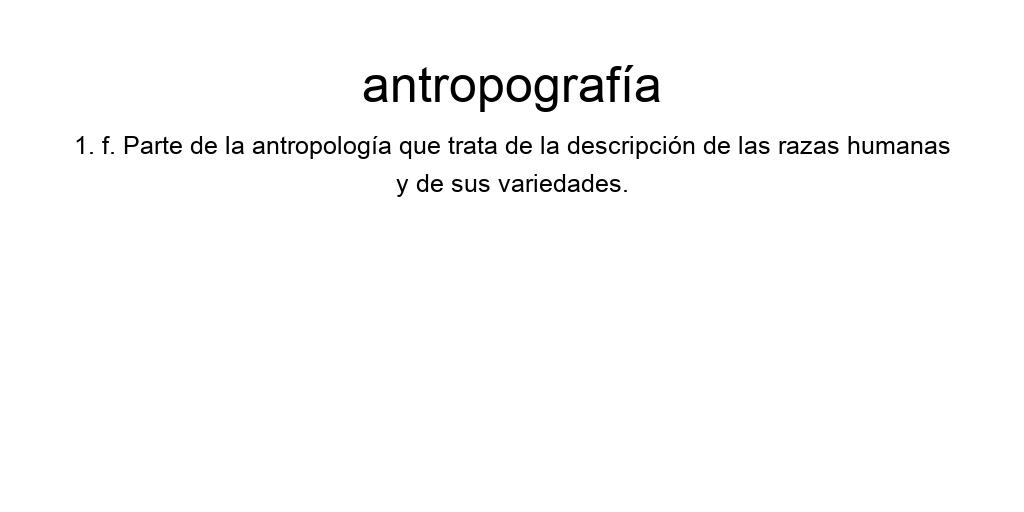 antropografía
1. f. Parte de la antropología que trata de la descripción de las razas humanas
y de sus variedades.